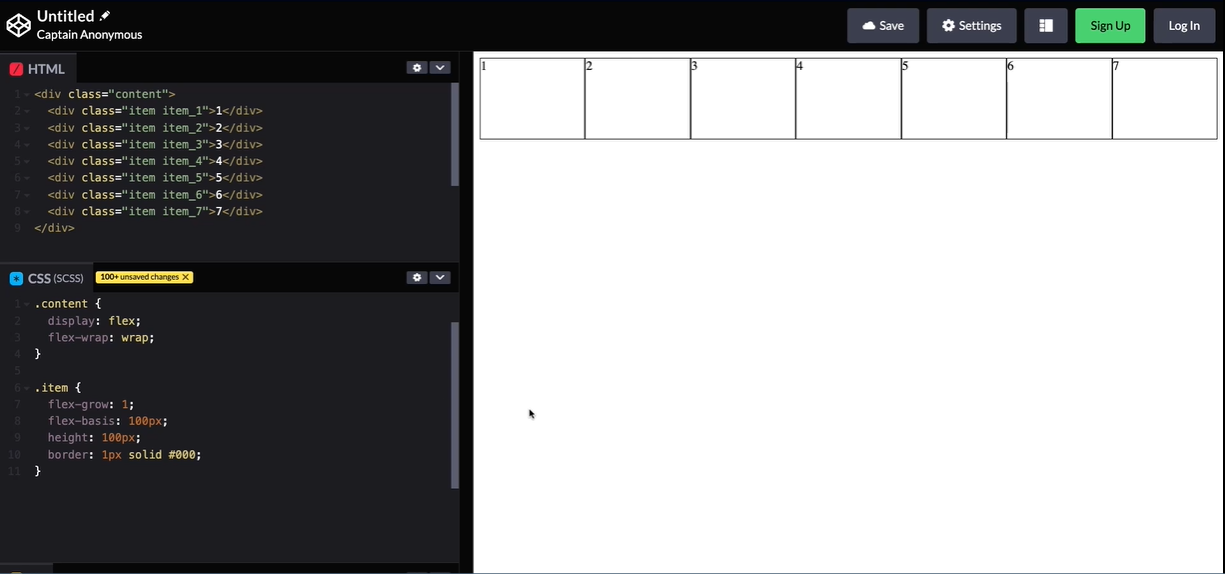 Untitled
Captain Anonymous
Save
Settings
Sign Up
Log In
HTML
1 <div class="content">
2 <div class="item item_1">1</div>
3 <div class="item item_2">2</div>
4 <div class="item item_3">3</div>
5 <div class="item item_4">4</div>
6 <div class="item item_5">5</div>
7 <div class="item item_6">6</div>
8 <div class="item item_7">7</div>
9 </div>
CSS (SCSS) 100+ unsaved changes X
1 .content {
2 display: flex;
3 flex-wrap: wrap;
4 }
5
6 .item {
7 flex-grow: 1;
8 flex-basis: 100px;
9 height: 100px;
10 border: 1px solid #000;
11 }
1 2 3 4 5 6 7